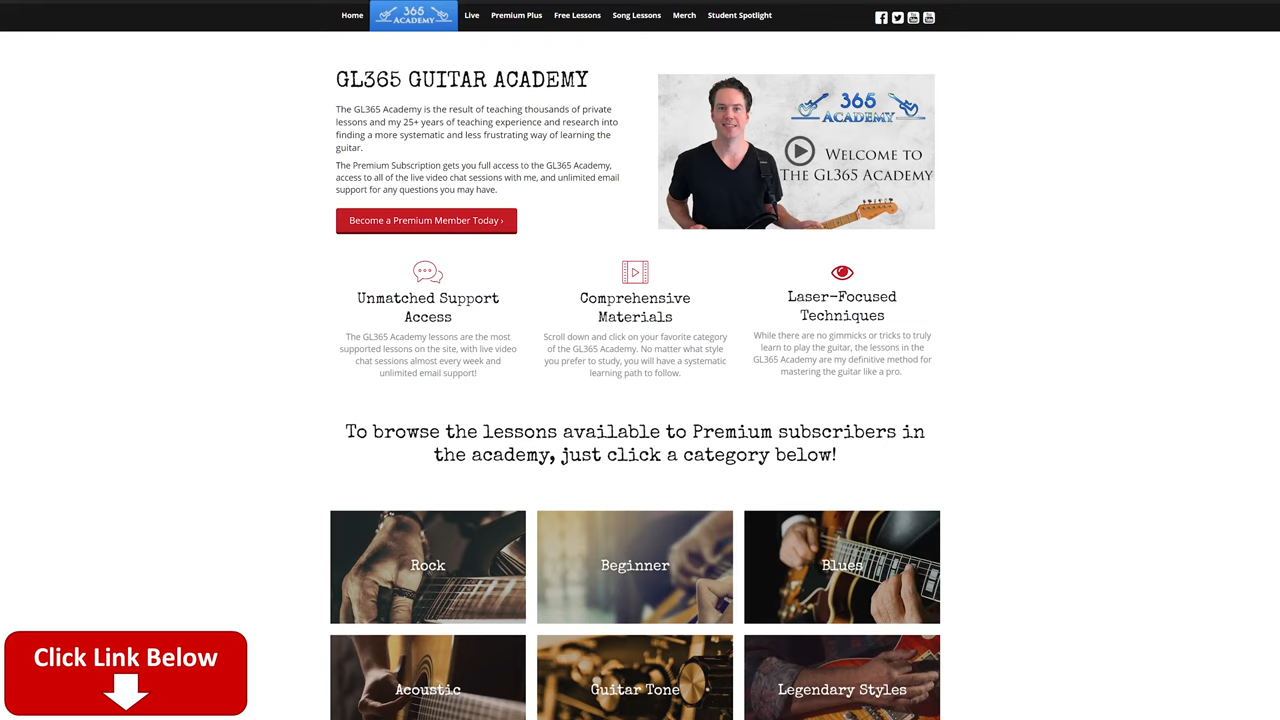 Home
365
ACADEMY
Live
Premium Plus
Free Lessons
Song Lessons
Merch
Student Spotlight
GL365 GUITAR ACADEMY
The GL365 Academy is the result of teaching thousands of private
lessons and my 25+ years of teaching experience and research into
finding a more systematic and less frustrating way of learning the
guitar.
The Premium Subscription gets you full access to the GL365 Academy,
access to all of the live video chat sessions with me, and unlimited email
support for any questions you may have.
Become a Premium Member Today ›
365
ACADEMY
WELCOME TO
THE GL365 ACADEMY
Unmatched Support
Access
The GL365 Academy lessons are the most
supported lessons on the site, with live video
chat sessions almost every week and
unlimited email support!
Comprehensive
Materials
Scroll down and click on your favorite category
of the GL365 Academy. No matter what style
you prefer to study, you will have a systematic
learning path to follow.
Laser-Focused
Techniques
While there are no gimmicks or tricks to truly
learn to play the guitar, the lessons in the
GL365 Academy are my definitive method for
mastering the guitar like a pro.
To browse the lessons available to Premium subscribers in
the academy, just click a category below!
Rock
Beginner
Blues
Acoustic
Guitar Tone
Legendary Styles
Click Link Below